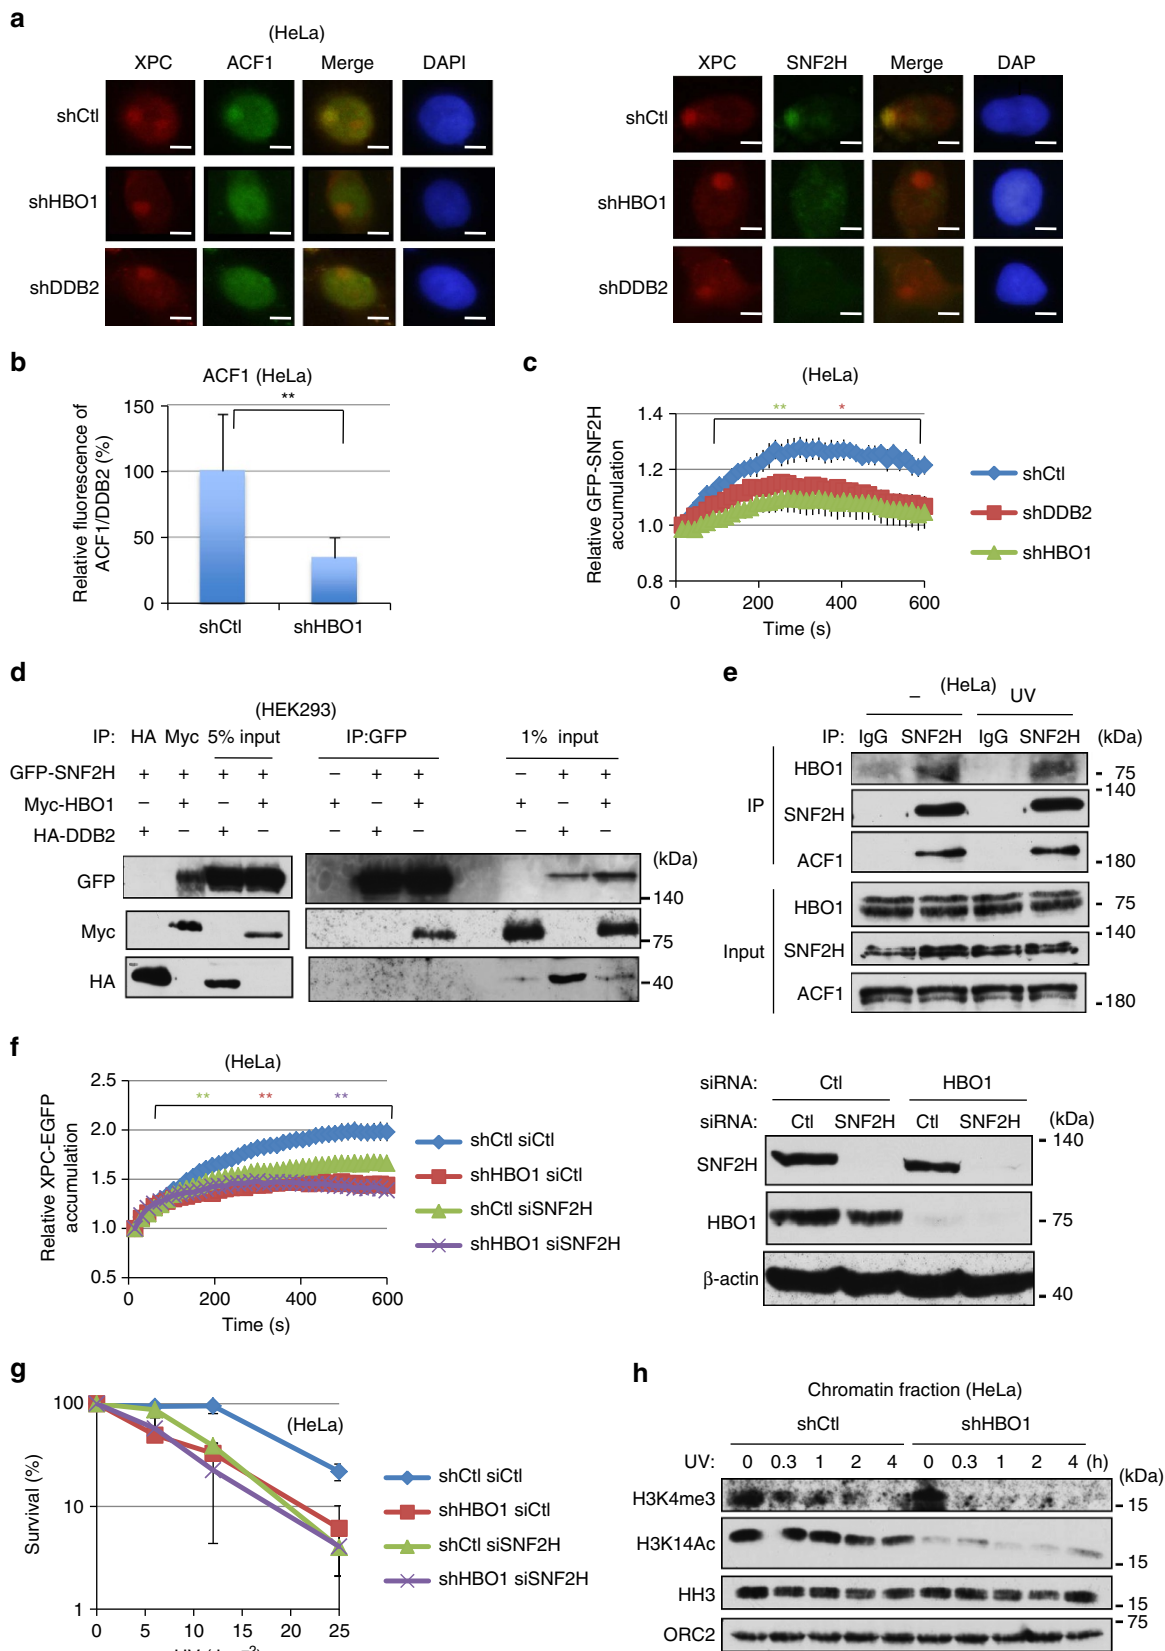 a
(HeLa)
XPC ACF1 Merge DAPI
shCtl
shHBO1
shDDB2
XPC SNF2H Merge DAP
shCtl
shHBO1
shDDB2
b
ACF1 (HeLa)
**
Relative fluorescence of
ACF1/DDB2 (%)
150
100
50
0
shCtl shHBO1
c
(HeLa)
** *
Relative GFP-SNF2H
accumulation
1.4
1.2
1.0
0.8
0 200 400 600
Time (s)
shCtl
shDDB2
shHBO1
d
(HEK293)
IP: HA Myc 5% input IP:GFP 1% input
GFP-SNF2H + + + + − + + − + +
Myc-HBO1 − + − + + − + + − +
HA-DDB2 + − + − − + − − + −
(kDa)
GFP
140
Myc
75
HA
40
e
(HeLa)
− UV
IP: IgG SNF2H IgG SNF2H (kDa)
IP
HBO1 75
140
SNF2H
ACF1 180
Input
HBO1 75
140
SNF2H
ACF1 180
f
(HeLa)
** ** **
Relative XPC-EGFP
accumulation
2.5
2.0
1.5
1.0
0.5
0 200 400 600
Time (s)
shCtl siCtl
shHBO1 siCtl
shCtl siSNF2H
shHBO1 siSNF2H
siRNA: Ctl HBO1
siRNA: Ctl SNF2H Ctl SNF2H (kDa)
140
SNF2H
HBO1 75
β-actin 40
g
(HeLa)
Survival (%)
100
10
1
0 5 10 15 20 25
shCtl siCtl
shHBO1 siCtl
shCtl siSNF2H
shHBO1 siSNF2H
h
Chromatin fraction (HeLa)
shCtl shHBO1
UV: 0 0.3 1 2 4 0 0.3 1 2 4 (h)
(kDa)
H3K4me3 15
H3K14Ac 15
HH3 15
75
ORC2